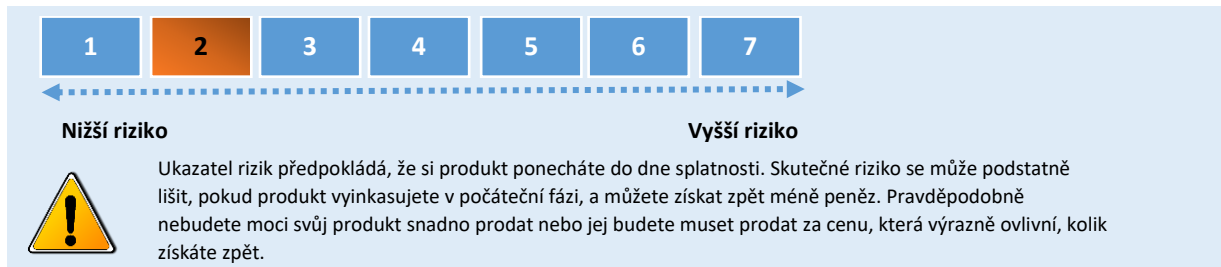 1 2 3 4 5 6 7
Nižší riziko Vyšší riziko
Ukazatel rizik předpokládá, že si produkt ponecháte do dne splatnosti. Skutečné riziko se může podstatně
lišit, pokud produkt vyinkasujete v počáteční fázi, a můžete získat zpět méně peněz. Pravděpodobně
nebudete moci svůj produkt snadno prodat nebo jej budete muset prodat za cenu, která výrazně ovlivní, kolik
získáte zpět.